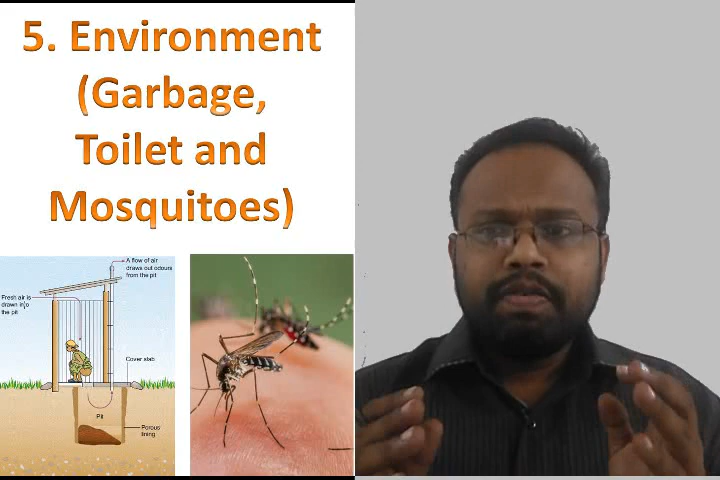 5. Environment
(Garbage,
Toilet and
Mosquitoes)
A flow of air
draws out odours
from the pit
Fresh air is
drawn into
the pit
Cover slab
Pit
Porous
lining